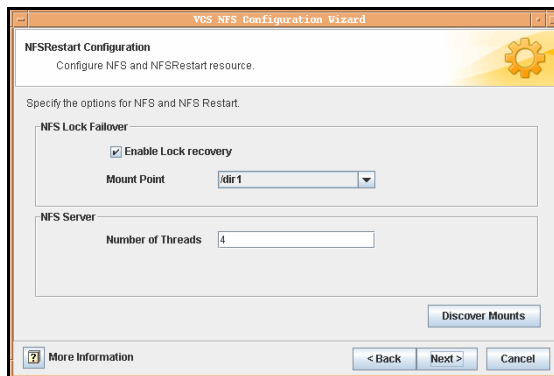 VCS NFS Configuration Wizard
NFSRestart Configuration
Configure NFS and NFSRestart resource.
Specify the options for NFS and NFS Restart.
NFS Lock Failover
Enable Lock recovery
Mount Point /dir1
NFS Server
Number of Threads 4
Discover Mounts
? More Information < Back Next > Cancel